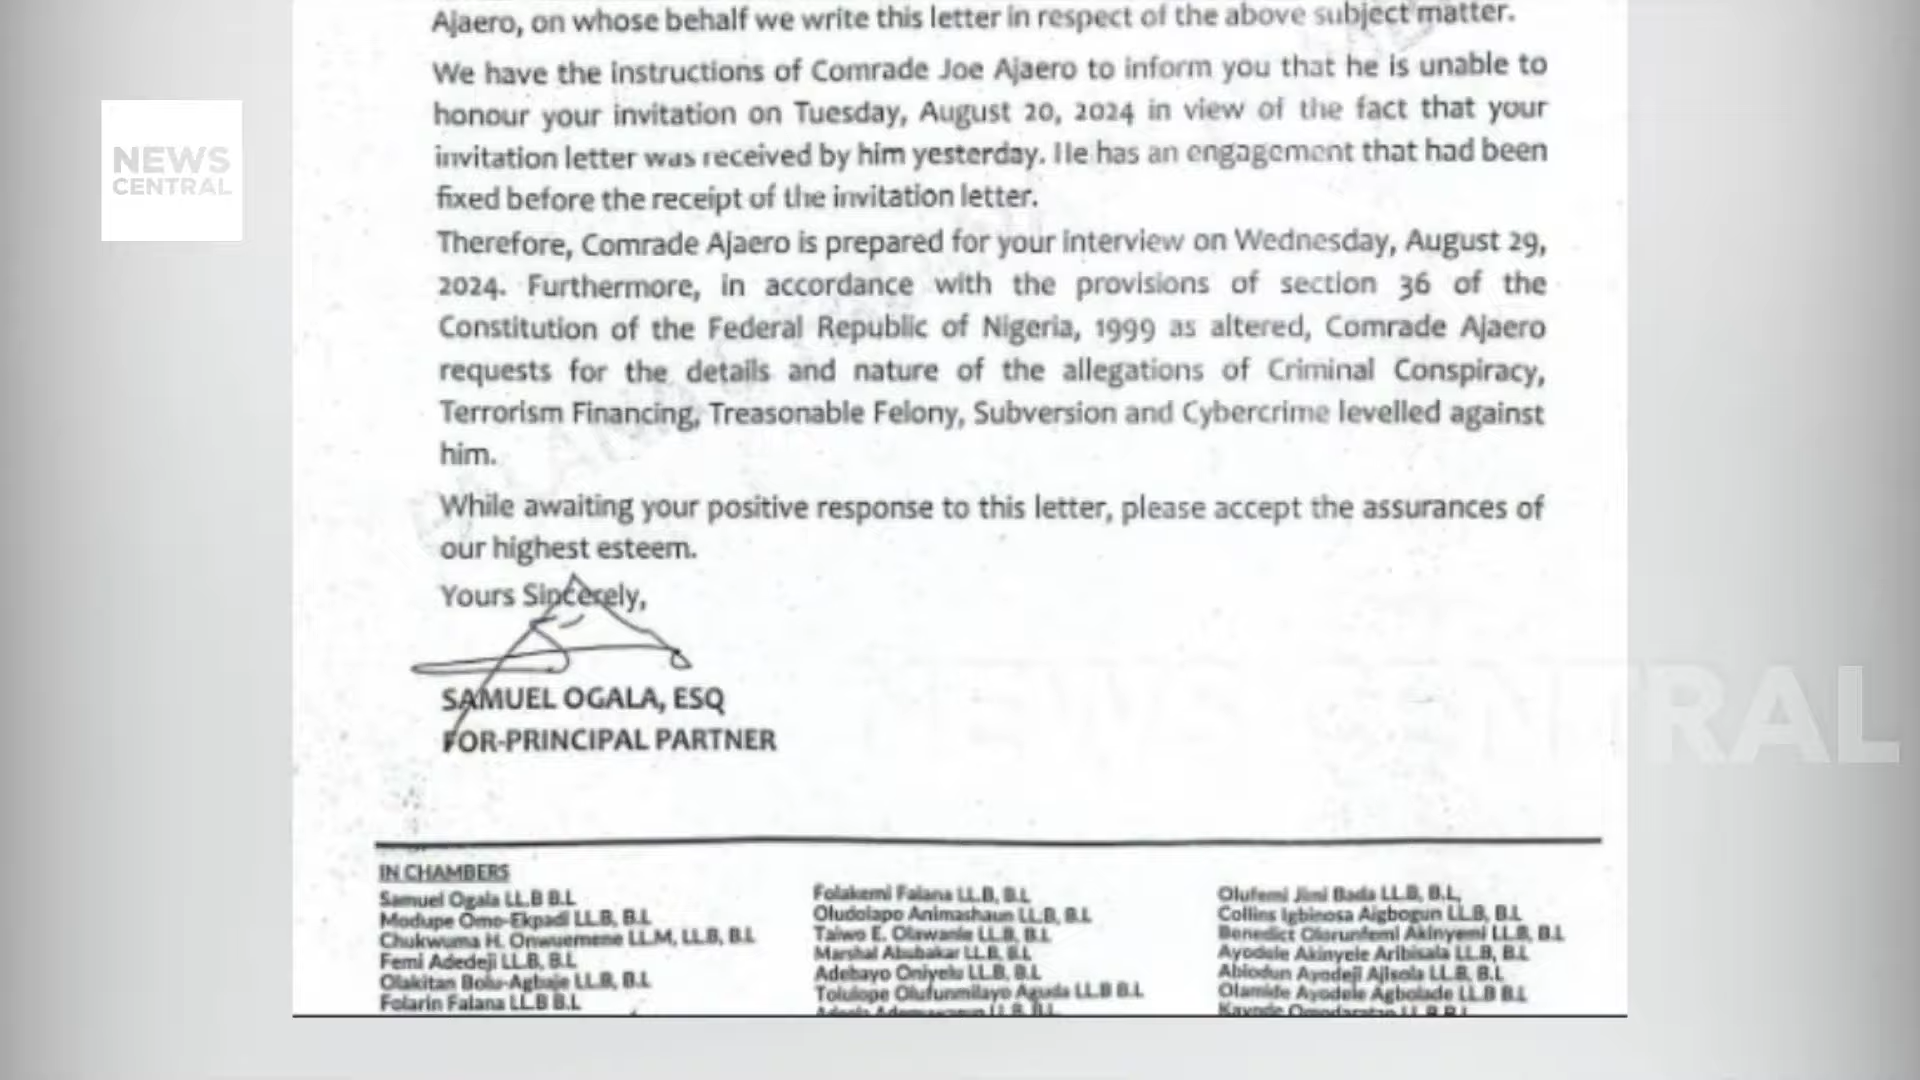 Ajaero, on whose behalf we write this letter in respect of the above subject matter.
We have the instructions of Comrade Joe Ajaero to inform you that he is unable to
honour your invitation on Tuesday, August 20, 2024 in view of the fact that your
invitation letter was received by him yesterday. He has an engagement that had been
fixed before the receipt of the invitation letter.
Therefore, Comrade Ajaero is prepared for your interview on Wednesday, August 29,
2024. Furthermore, in accordance with the provisions of section 36 of the
Constitution of the Federal Republic of Nigeria, 1999 as altered, Comrade Ajaero
requests for the details and nature of the allegations of Criminal Conspiracy,
Terrorism Financing, Treasonable Felony, Subversion and Cybercrime levelled against
him.
While awaiting your positive response to this letter, please accept the assurances of
our highest esteem.
Yours Sincerely,
SAMUEL OGALA, ESQ
FOR-PRINCIPAL PARTNER
IN CHAMBERS
Samuel Ogala LL.B B.L
Modupe Omo-Ekpadi LL.B, B.L
Chukwuma H. Onwuemene LL.M, LL.B, B.L
Femi Adedeji LL.B, B.L
Olakitan Bolu-Agbaje LL.B, B.L
Folarin Falana LL.B B.L
Folakemi Falana LL.B, B.L
Oludolapo Animashaun LL.B, B.L
Taiwo E. Olawanle LL.B, B.L
Marshal Abubakar LL.B, B.L
Adebayo Oniyelu LL.B, B.L
Tolulope Olufunmilayo Aguda LL.B B.L
Olufemi Jimi Bada LL.B, B.L,
Collins Igbinosa Aigbogun LL.B, B.L
Benedict Olorunfemi Akinyemi LL.B, B.L
Ayodele Akinyele Aribisala LL.B, B.L
Abiodun Ayodeji Ajisola LL.B, B.L
Olamide Ayodele Agbolade LL.B B.L
NEWS
CENTRAL
NEWS CENTRAL